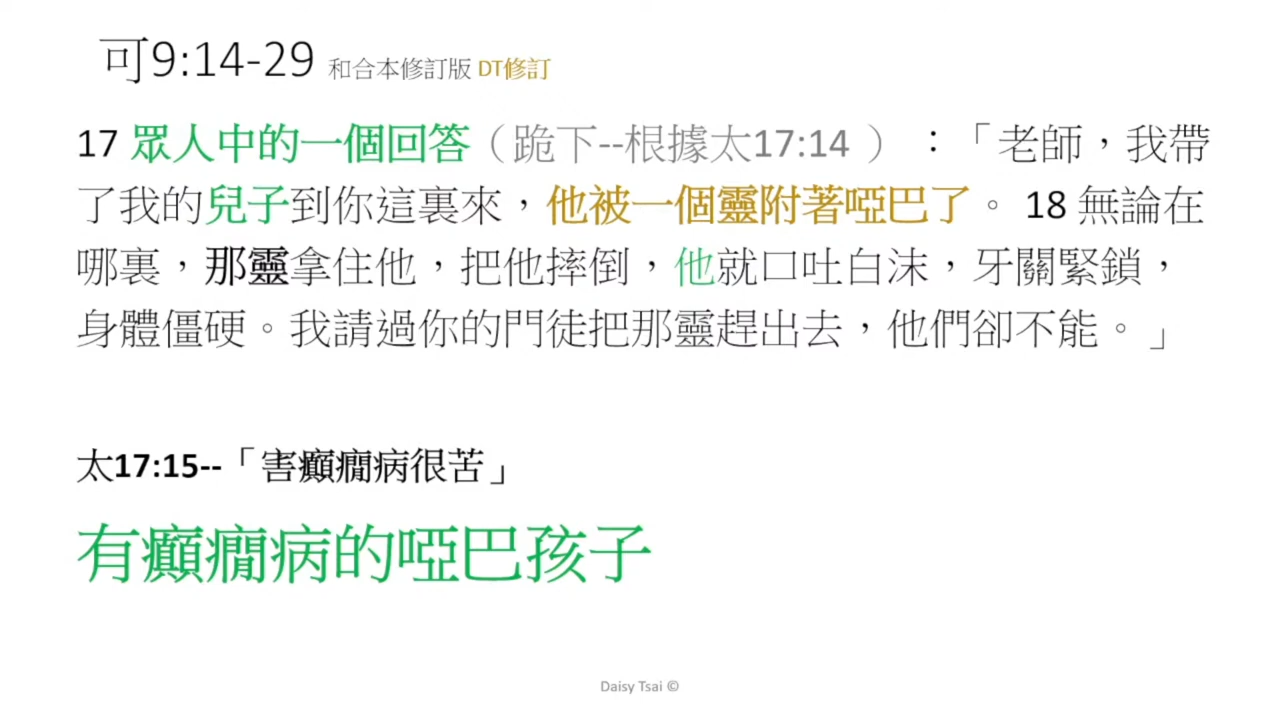 可9:14-29 和合本修訂版 DT修訂
17 眾人中的一個回答（跪下--根據太17:14 ）：「老師，我帶
了我的兒子到你這裏來，他被一個靈附著啞巴了。 18 無論在
哪裏，那靈拿住他，把他摔倒，他就口吐白沫，牙關緊鎖，
身體僵硬。我請過你的門徒把那靈趕出去，他們卻不能。」
太17:15--「害癲癇病很苦」
有癲癇病的啞巴孩子
Daisy Tsai ©